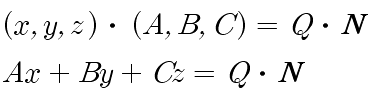 (x, y, z) · (A, B, C) = Q · N
Ax + By + Cz = Q · N